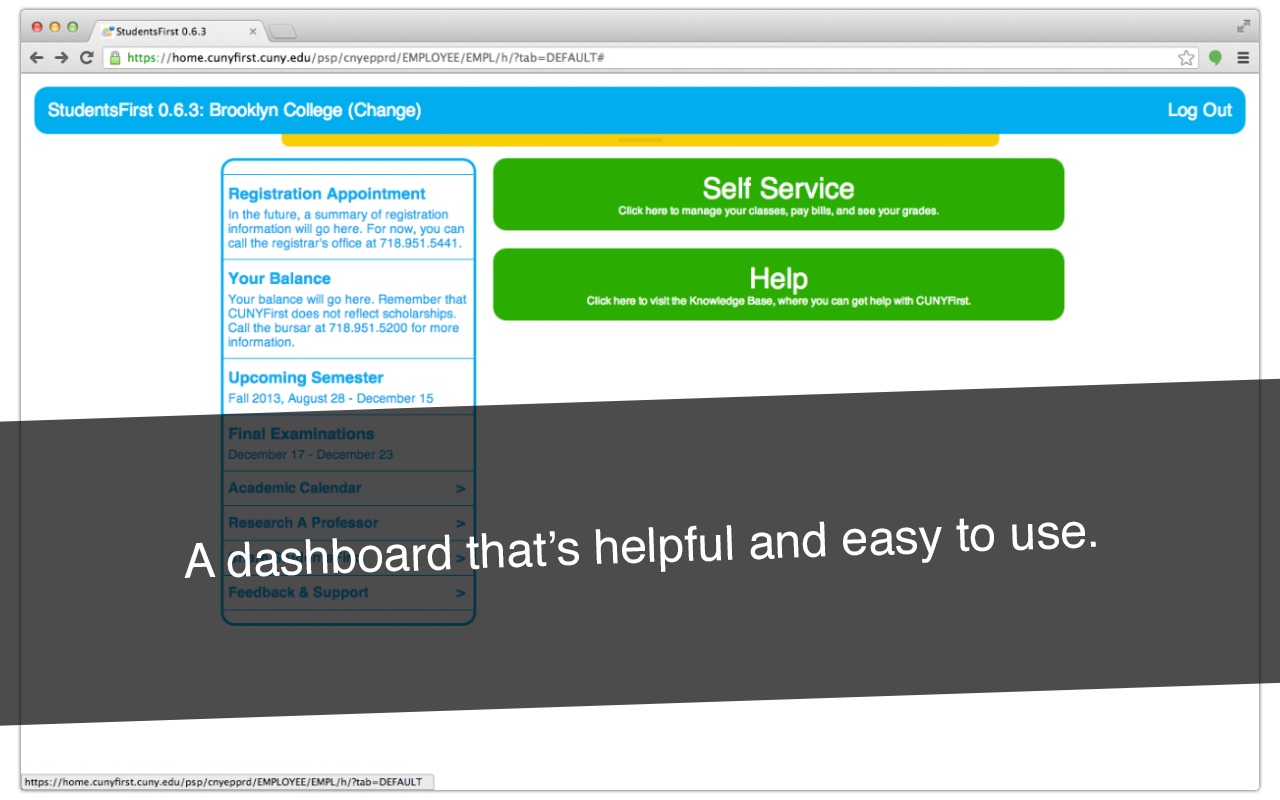 StudentsFirst 0.6.3
https://home.cunyfirst.cuny.edu/psp/cnyepprd/EMPLOYEE/EMPL/h/?tab=DEFAULT#
StudentsFirst 0.6.3: Brooklyn College (Change)
Log Out
Registration Appointment
In the future, a summary of registration
information will go here. For now, you can
call the registrar's office at 718.951.5441.
Your Balance
Your balance will go here. Remember that
CUNYFirst does not reflect scholarships.
Call the bursar at 718.951.5200 for more
information.
Upcoming Semester
Fall 2013, August 28 - December 15
Final Examinations
December 17 - December 23
Academic Calendar >
Research A Professor >
>
Feedback & Support >
Self Service
Click here to manage your classes, pay bills, and see your grades.
Help
Click here to visit the Knowledge Base, where you can get help with CUNYFirst.
A dashboard that's helpful and easy to use.
https://home.cunyfirst.cuny.edu/psp/cnyepprd/EMPLOYEE/EMPL/h/?tab=DEFAULT